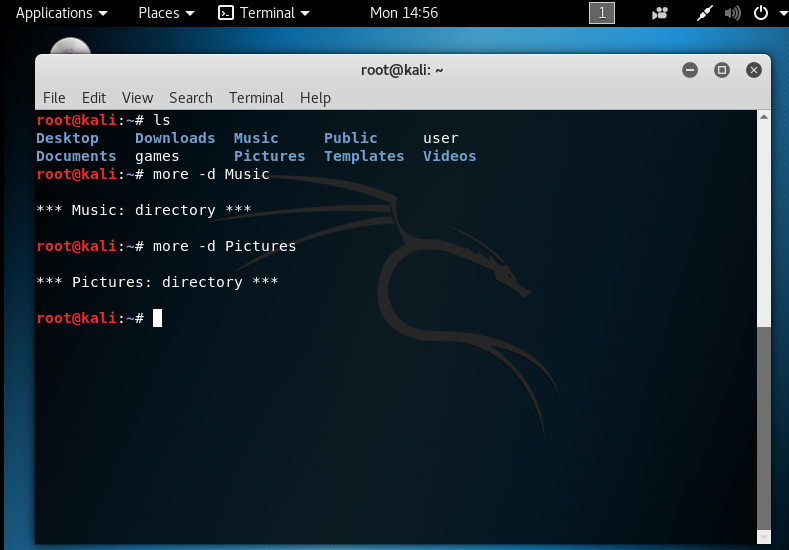 Applications Places Terminal Mon 14:56 1
root@kali: ~
File Edit View Search Terminal Help
root@kali:~# ls
Desktop Downloads Music Public user
Documents games Pictures Templates Videos
root@kali:~# more -d Music
*** Music: directory ***
root@kali:~# more -d Pictures
*** Pictures: directory ***
root@kali:~#